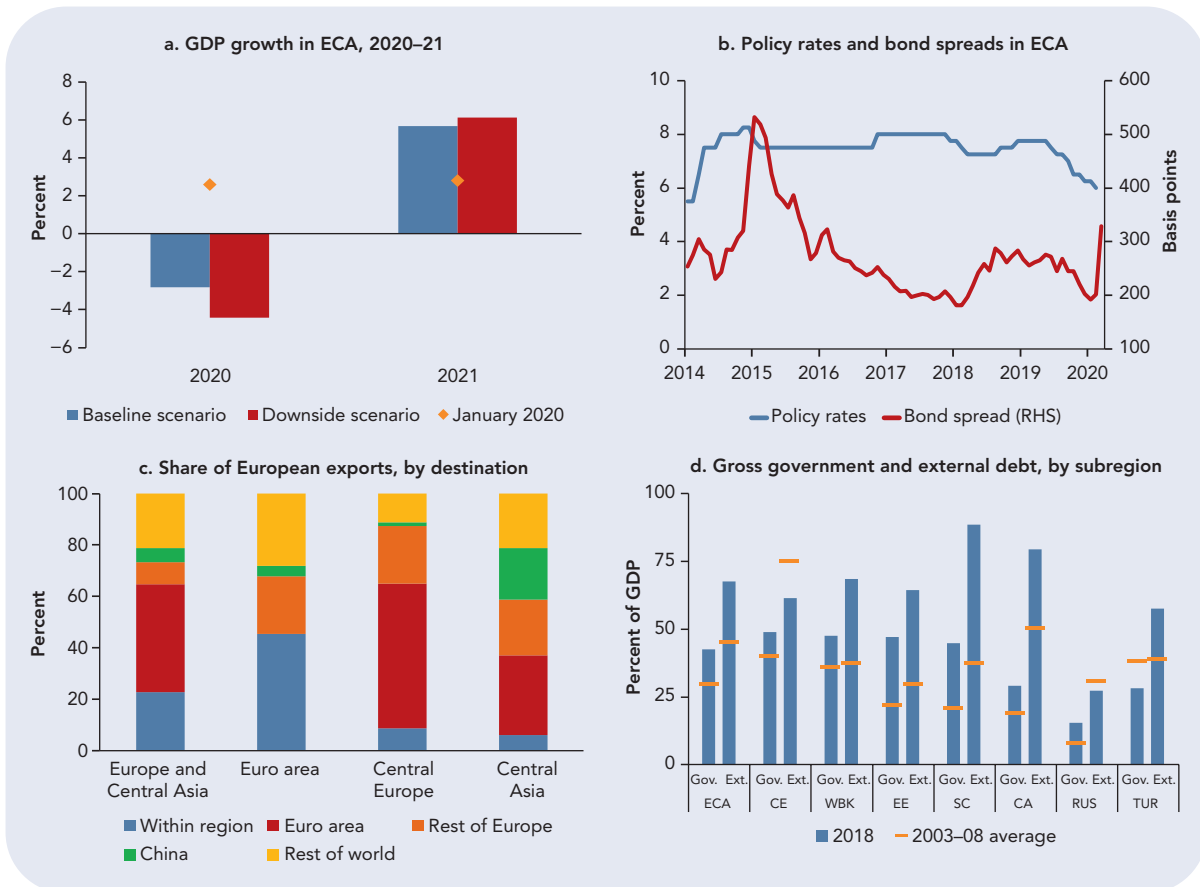 a. GDP growth in ECA, 2020–21
8
6
4
2
0
−2
−4
−6
Percent
2020 2021
Baseline scenario Downside scenario January 2020
b. Policy rates and bond spreads in ECA
10
8
6
4
2
0
Percent
600
500
400
300
200
100
Basis points
2014 2015 2016 2017 2018 2019 2020
Policy rates Bond spread (RHS)
c. Share of European exports, by destination
100
80
60
40
20
0
Percent
Europe and Central Asia
Euro area
Central Europe
Central Asia
Within region Euro area Rest of Europe
China Rest of world
d. Gross government and external debt, by subregion
100
75
50
25
0
Percent of GDP
Gov. Ext. Gov. Ext. Gov. Ext. Gov. Ext. Gov. Ext. Gov. Ext. Gov. Ext. Gov. Ext.
ECA CE WBK EE SC CA RUS TUR
2018 2003–08 average